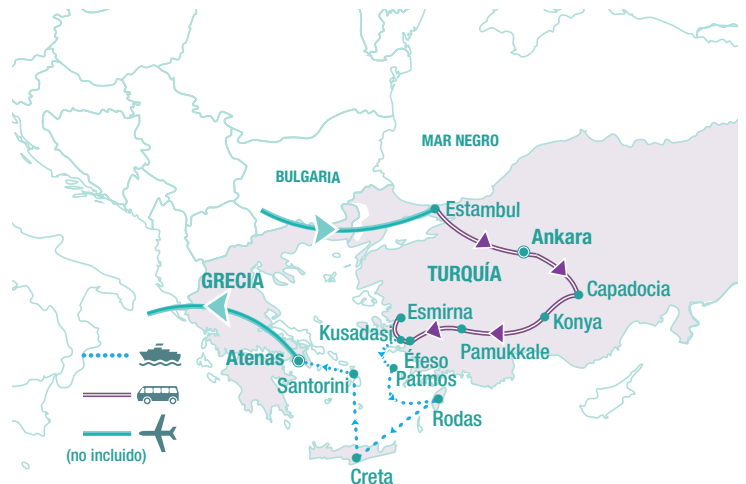 MAR NEGRO
BULGARIA
Estambul
Ankara
GRECIA
TURQUÍA
Capadocia
Esmirna
Konya
Kusadasi
Pamukkale
Éfeso
Atenas
Patmos
Santorini
Rodas
(no incluido)
Creta